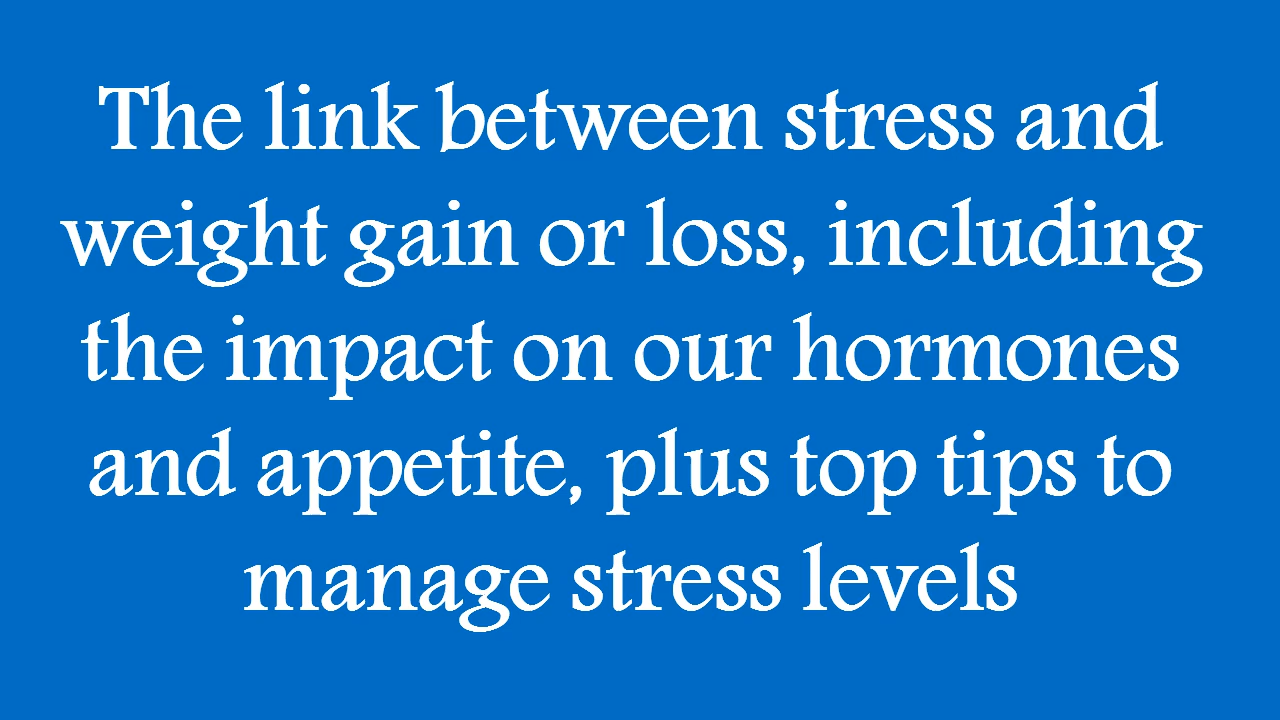 The link between stress and
weight gain or loss, including
the impact on our hormones
and appetite, plus top tips to
manage stress levels